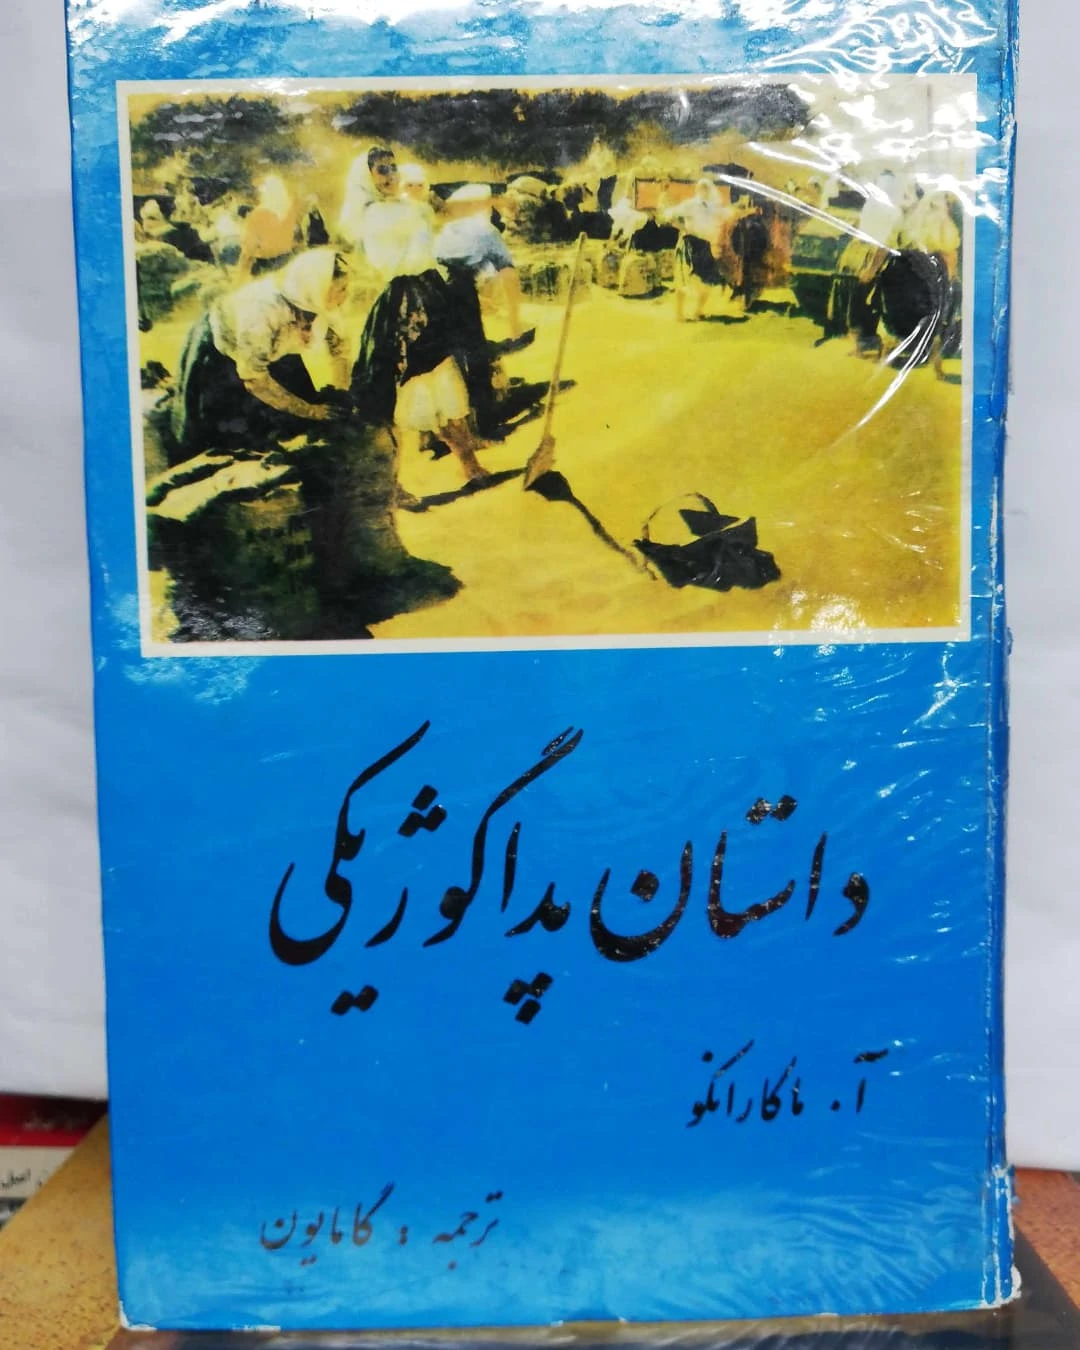 داستان پداگوژیکی
آ. ماکارانکو
ترجمه : گامایون